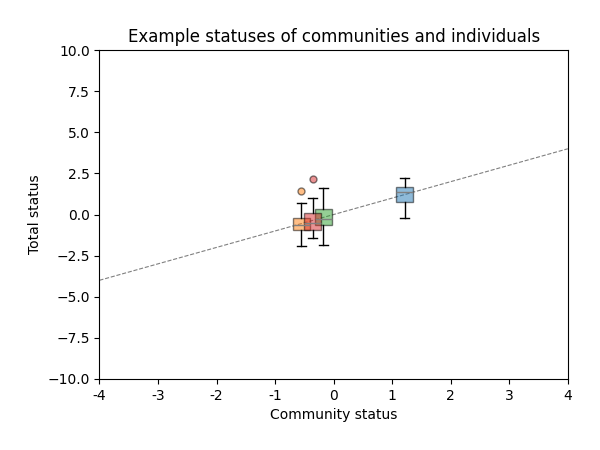 Example statuses of communities and individuals
10.0
7.5
5.0
2.5
0.0
−2.5
−5.0
−7.5
−10.0
Total status
-4 -3 -2 -1 0 1 2 3 4
Community status